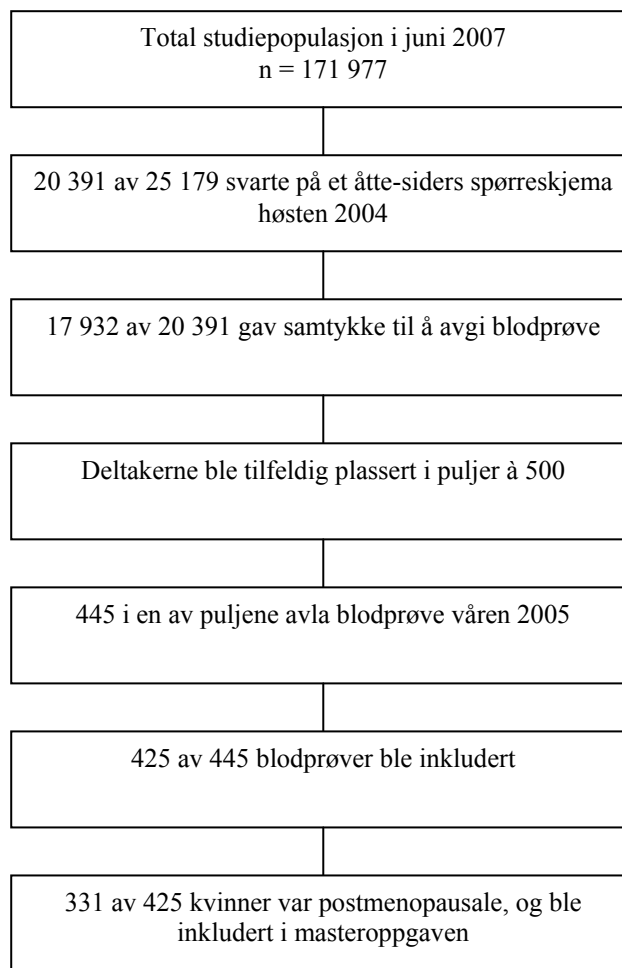 Total studiepopulasjon i juni 2007
n = 171 977
20 391 av 25 179 svarte på et åtte-siders spørreskjema
høsten 2004
17 932 av 20 391 gav samtykke til å avgi blodprøve
Deltakerne ble tilfeldig plassert i puljer à 500
445 i en av puljene avla blodprøve våren 2005
425 av 445 blodprøver ble inkludert
331 av 425 kvinner var postmenopausale, og ble
inkludert i masteroppgaven